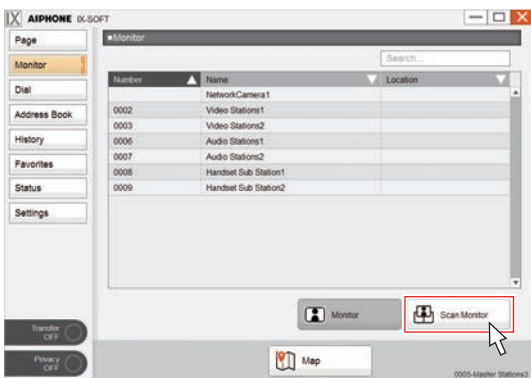 AIPHONE IX-SOFT
Page
Monitor
Dial
Address Book
History
Favorites
Status
Settings
Transfer
OFF
Privacy
OFF
Monitor
Search...
Number Name Location
NetworkCamera1
0002 Video Stations1
0003 Video Stations2
0006 Audio Stations1
0007 Audio Stations2
0008 Handset Sub Station1
0009 Handset Sub Station2
Monitor
Scan Monitor
Map
0005-Master Stations3